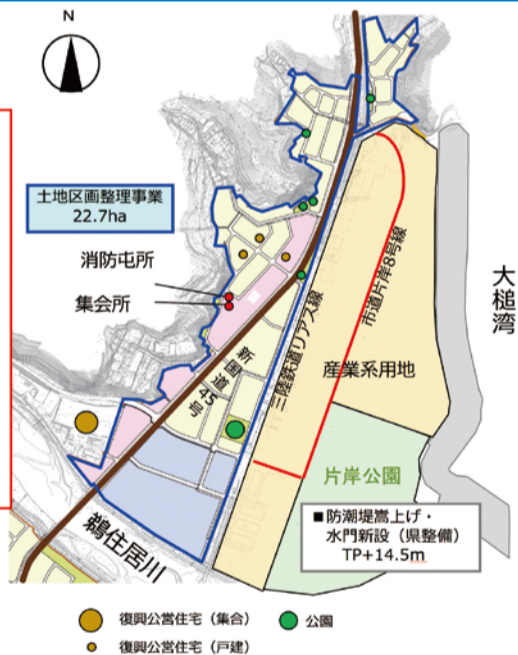 N
土地区画整理事業
22.7ha
消防屯所
集会所
大槌湾
市道片岸8号線
三陸鉄道リアス線
産業系用地
新国道45号
片岸公園
■防潮堤嵩上げ・
水門新設（県整備）
TP+14.5m
鵜住居川
復興公営住宅（集合）
公園
復興公営住宅（戸建）